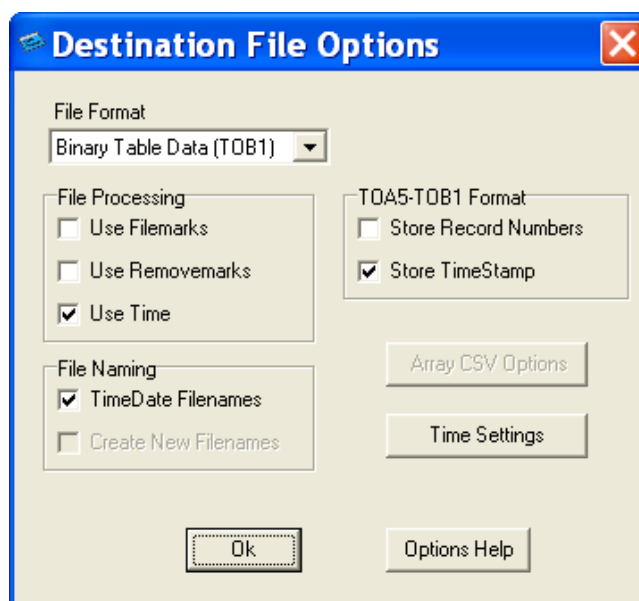 Destination File Options
File Format
Binary Table Data (TOB1)
File Processing
Use Filemarks
Use Removemarks
Use Time
TOA5-TOB1 Format
Store Record Numbers
Store TimeStamp
File Naming
TimeDate Filenames
Create New Filenames
Array CSV Options
Time Settings
Ok
Options Help